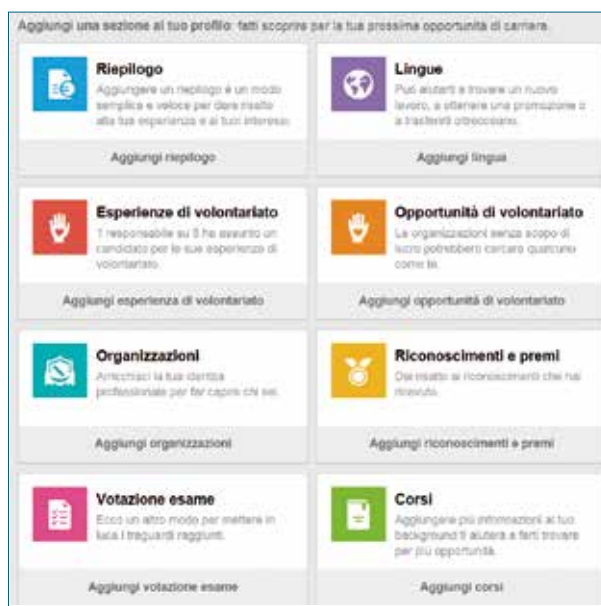 Aggiungi una sezione al tuo profilo: fatti scoprire per la tua prossima opportunità di carriera.
Riepilogo
Aggiungere un riepilogo è un modo
semplice e veloce per dare risalto
alla tua esperienza e ai tuoi interessi.
Aggiungi riepilogo
Lingue
Può aiutarti a trovare un nuovo
lavoro, a ottenere una promozione o
a trasferirti oltreoceano.
Aggiungi lingua
Esperienze di volontariato
1 responsabile su 5 ha assunto un
candidato per le sue esperienze di
volontariato.
Aggiungi esperienza di volontariato
Opportunità di volontariato
Le organizzazioni senza scopo di
lucro potrebbero cercare qualcuno
come te.
Aggiungi opportunità di volontariato
Organizzazioni
Arricchisci la tua identità
professionale per far capire chi sei.
Aggiungi organizzazioni
Riconoscimenti e premi
Dai risalto ai riconoscimenti che hai
ricevuto.
Aggiungi riconoscimenti e premi
Votazione esame
Ecco un altro modo per mettere in
luce i traguardi raggiunti.
Aggiungi votazione esame
Corsi
Aggiungere più informazioni al tuo
background ti aiuterà a farti trovare
per più opportunità.
Aggiungi corsi